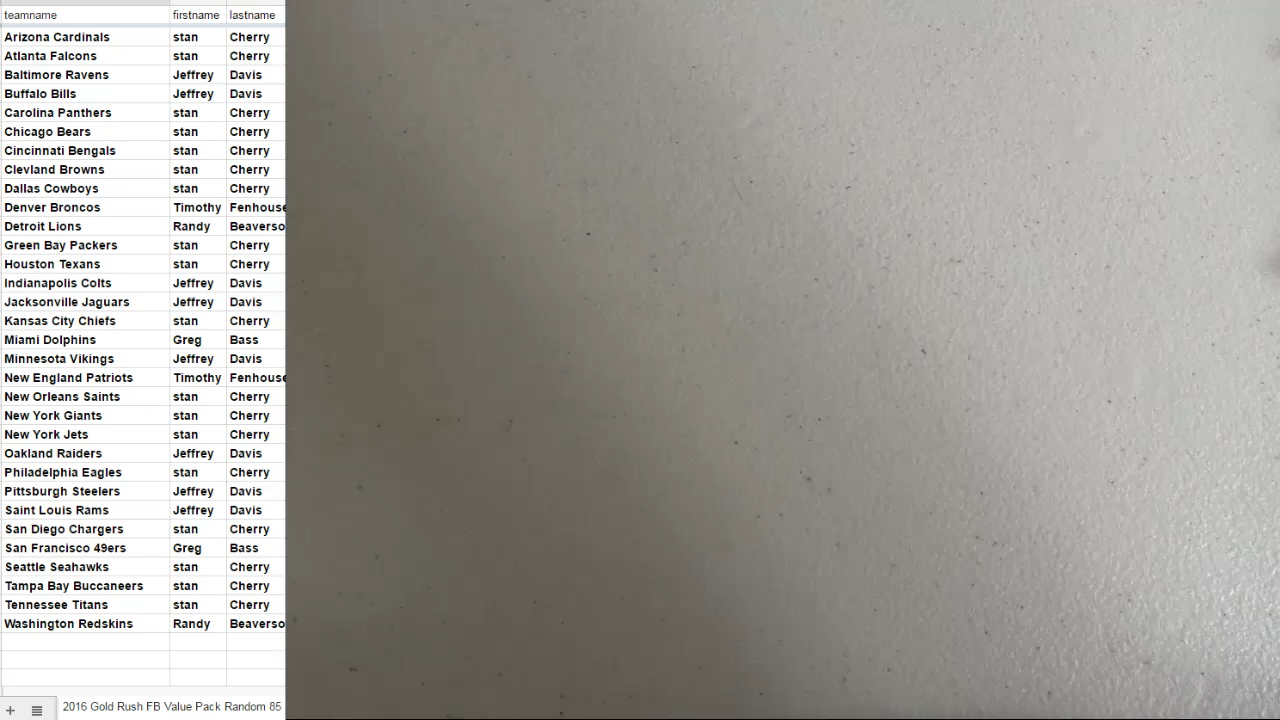 teamname firstname lastname
Arizona Cardinals stan Cherry
Atlanta Falcons stan Cherry
Baltimore Ravens Jeffrey Davis
Buffalo Bills Jeffrey Davis
Carolina Panthers stan Cherry
Chicago Bears stan Cherry
Cincinnati Bengals stan Cherry
Clevland Browns stan Cherry
Dallas Cowboys stan Cherry
Denver Broncos Timothy Fenhouse
Detroit Lions Randy Beaverso
Green Bay Packers stan Cherry
Houston Texans stan Cherry
Indianapolis Colts Jeffrey Davis
Jacksonville Jaguars Jeffrey Davis
Kansas City Chiefs stan Cherry
Miami Dolphins Greg Bass
Minnesota Vikings Jeffrey Davis
New England Patriots Timothy Fenhouse
New Orleans Saints stan Cherry
New York Giants stan Cherry
New York Jets stan Cherry
Oakland Raiders Jeffrey Davis
Philadelphia Eagles stan Cherry
Pittsburgh Steelers Jeffrey Davis
Saint Louis Rams Jeffrey Davis
San Diego Chargers stan Cherry
San Francisco 49ers Greg Bass
Seattle Seahawks stan Cherry
Tampa Bay Buccaneers stan Cherry
Tennessee Titans stan Cherry
Washington Redskins Randy Beaverso
2016 Gold Rush FB Value Pack Random 85